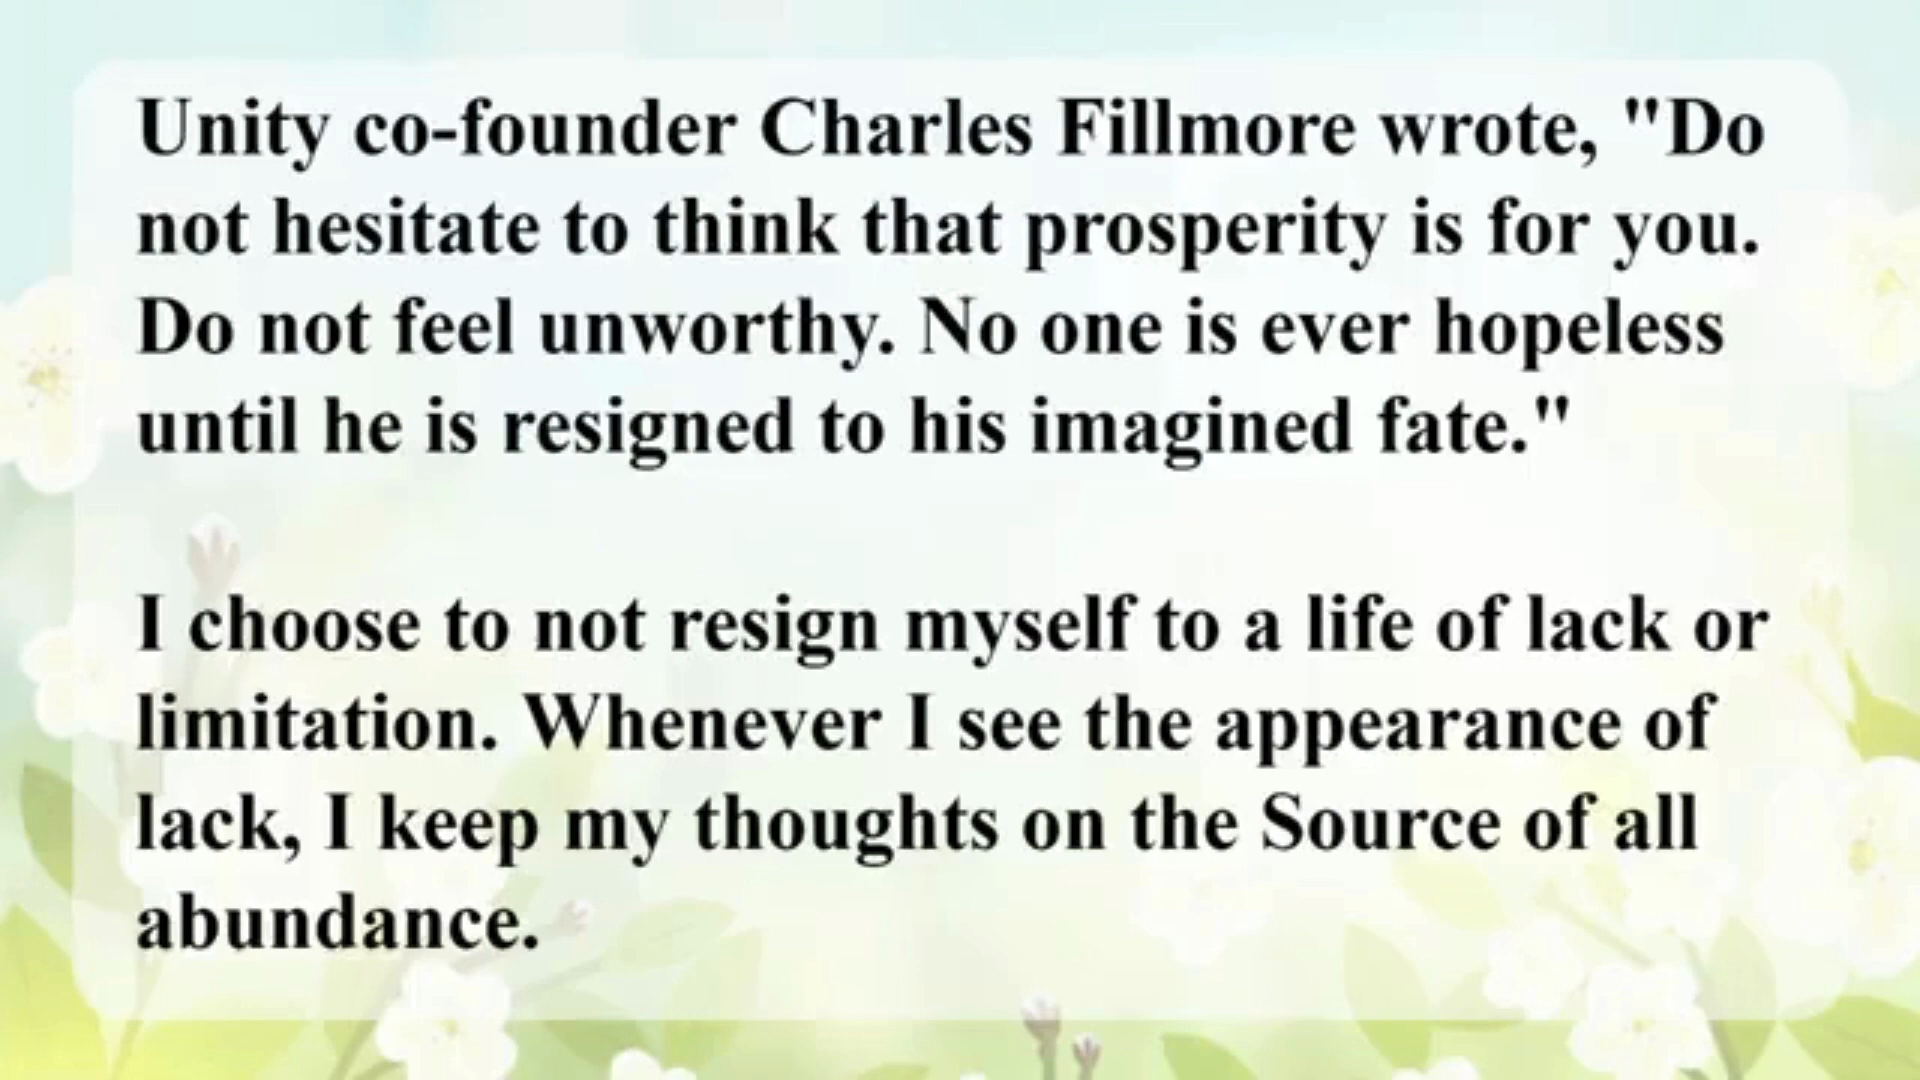 Unity co-founder Charles Fillmore wrote, "Do
not hesitate to think that prosperity is for you.
Do not feel unworthy. No one is ever hopeless
until he is resigned to his imagined fate."
I choose to not resign myself to a life of lack or
limitation. Whenever I see the appearance of
lack, I keep my thoughts on the Source of all
abundance.